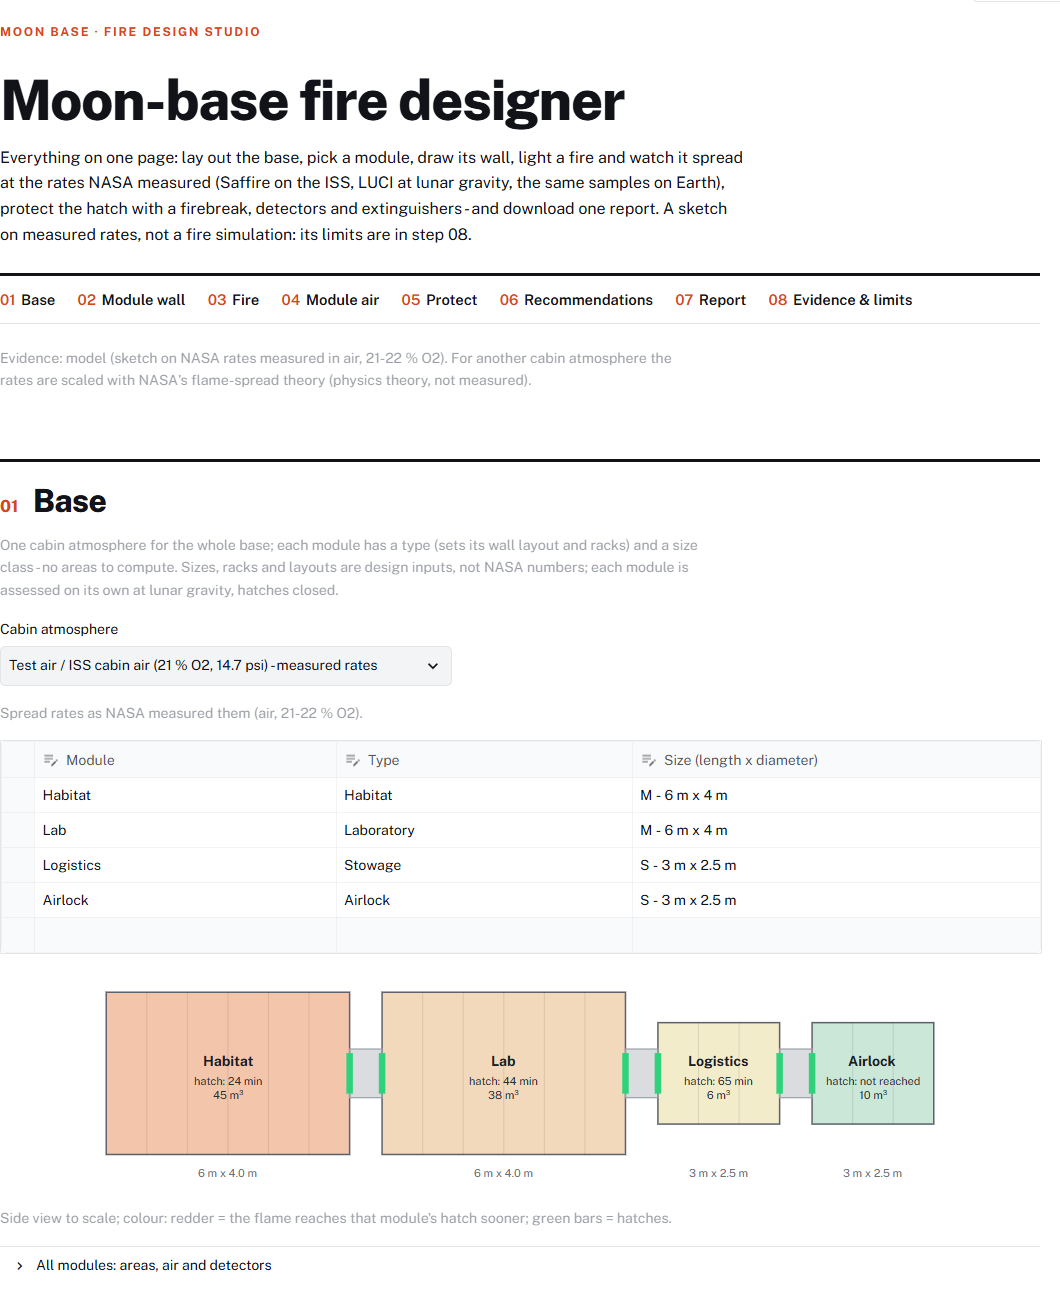 MOON BASE · FIRE DESIGN STUDIO
Moon-base fire designer
Everything on one page: lay out the base, pick a module, draw its wall, light a fire and watch it spread
at the rates NASA measured (Saffire on the ISS, LUCI at lunar gravity, the same samples on Earth),
protect the hatch with a firebreak, detectors and extinguishers - and download one report. A sketch
on measured rates, not a fire simulation: its limits are in step 08.
01 Base 02 Module wall 03 Fire 04 Module air 05 Protect 06 Recommendations 07 Report 08 Evidence & limits
Evidence: model (sketch on NASA rates measured in air, 21-22 % O2). For another cabin atmosphere the
rates are scaled with NASA's flame-spread theory (physics theory, not measured).
01 Base
One cabin atmosphere for the whole base; each module has a type (sets its wall layout and racks) and a size
class - no areas to compute. Sizes, racks and layouts are design inputs, not NASA numbers; each module is
assessed on its own at lunar gravity, hatches closed.
Cabin atmosphere
Test air / ISS cabin air (21 % O2, 14.7 psi) - measured rates
Spread rates as NASA measured them (air, 21-22 % O2).
Module Type Size (length x diameter)
Habitat Habitat M - 6 m x 4 m
Lab Laboratory M - 6 m x 4 m
Logistics Stowage S - 3 m x 2.5 m
Airlock Airlock S - 3 m x 2.5 m
Habitat Lab Logistics Airlock
hatch: 24 min hatch: 44 min hatch: 65 min hatch: not reached
45 m³ 38 m³ 6 m³ 10 m³
6 m x 4.0 m 6 m x 4.0 m 3 m x 2.5 m 3 m x 2.5 m
Side view to scale; colour: redder = the flame reaches that module's hatch sooner; green bars = hatches.
All modules: areas, air and detectors